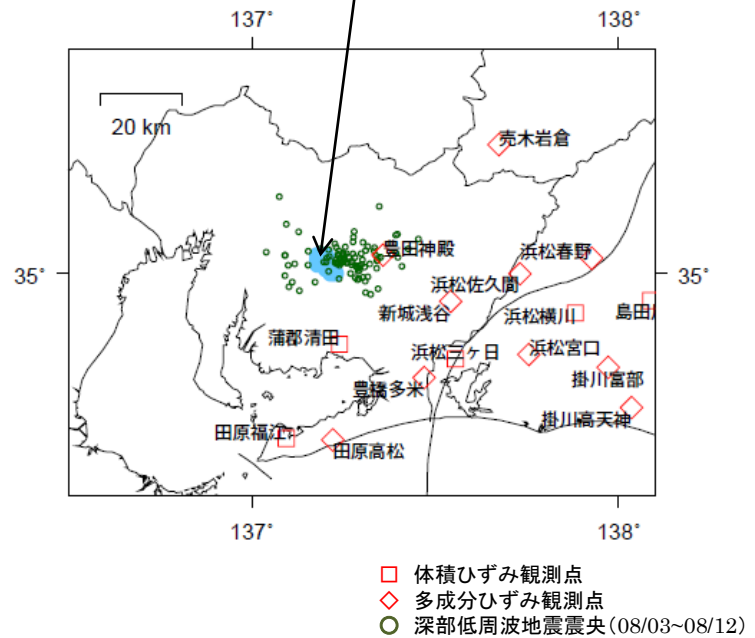 137° 138°
20 km
売木岩倉
豊田神殿
浜松春野
35° 35°
浜松佐久間
新城浅谷
浜松横川
島田
蒲郡清田
浜松三ヶ日
浜松宮口
掛川富部
豊橋多米
掛川高天神
田原福江
田原高松
137° 138°
体積ひずみ観測点
多成分ひずみ観測点
深部低周波地震震央(08/03~08/12)